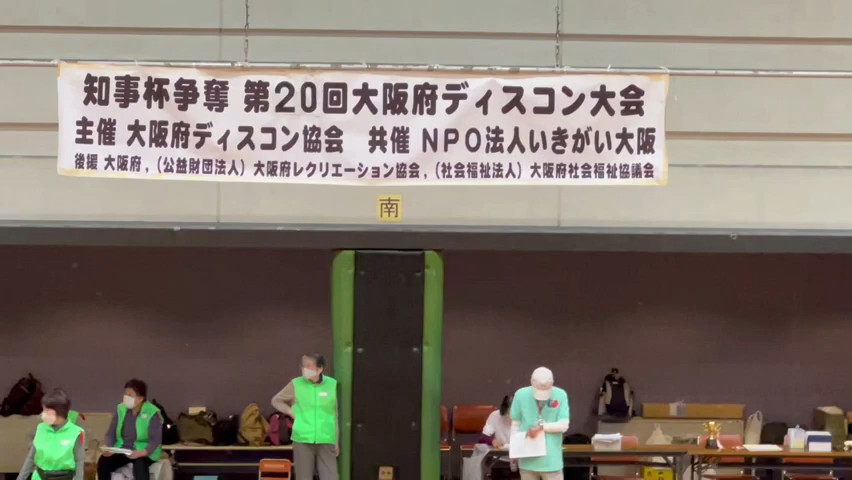 知事杯争奪 第20回大阪府ディスコン大会
主催 大阪府ディスコン協会 共催 NPO法人いきがい大阪
後援 大阪府,(公益財団法人)大阪府レクリエーション協会,(社会福祉法人)大阪府社会福祉協議会
南